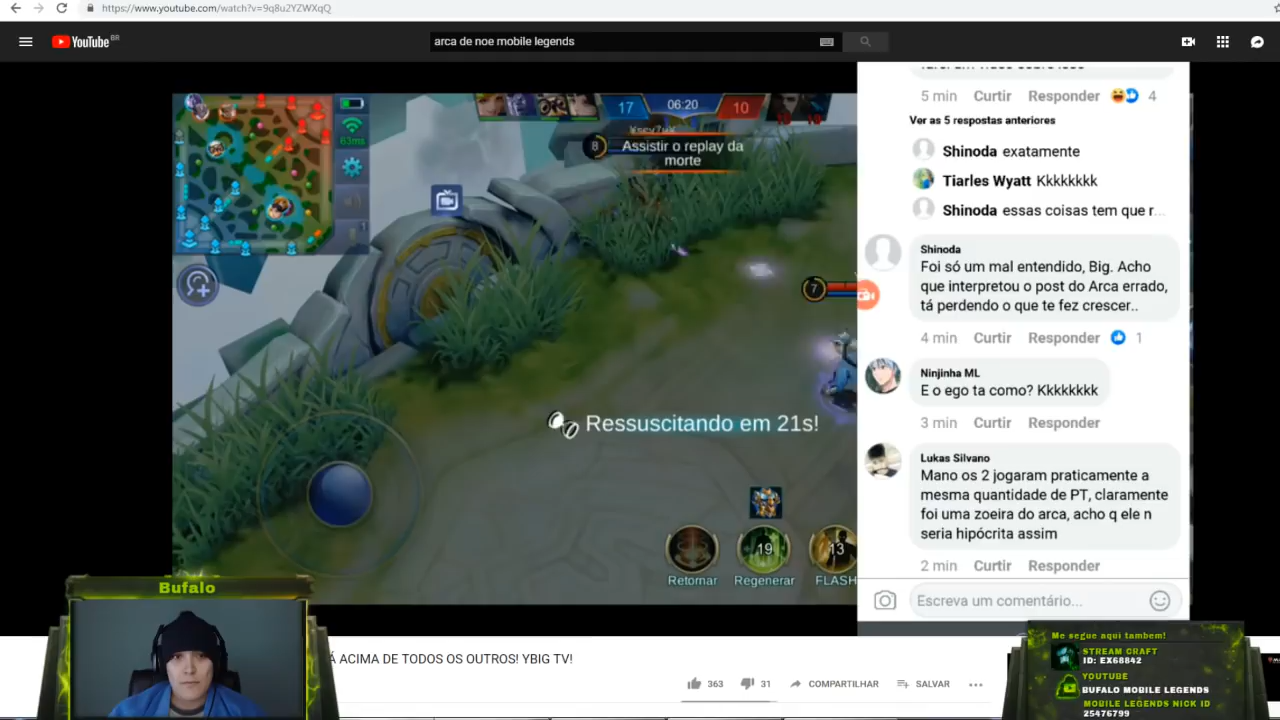 https://www.youtube.com/watch?v=9q8u2YZWXqQ
YouTube BR
arca de noe mobile legends
63ms
17 06:20 10
8
Assistir o replay da
morte
7
Ressuscitando em 21s!
19
13
Retornar Regenerar FLASH
5 min Curtir Responder 4
Ver as 5 respostas anteriores
Shinoda exatamente
Tiarles Wyatt Kkkkkkkk
Shinoda essas coisas tem que r...
Shinoda
Foi só um mal entendido, Big. Acho
que interpretou o post do Arca errado,
tá perdendo o que te fez crescer..
4 min Curtir Responder 1
Ninjinha ML
E o ego ta como? Kkkkkkkk
3 min Curtir Responder
Lukas Silvano
Mano os 2 jogaram praticamente a
mesma quantidade de PT, claramente
foi uma zoeira do arca, acho q ele n
seria hipócrita assim
2 min Curtir Responder
Escreva um comentário...
Bufalo
ACIMA DE TODOS OS OUTROS! YBIG TV!
363 31 COMPARTILHAR SALVAR
Me segue aqui tambem!
STREAM CRAFT
ID: EX68842
YOUTUBE
BUFALO MOBILE LEGENDS
MOBILE LEGENDS NICK ID
25476799